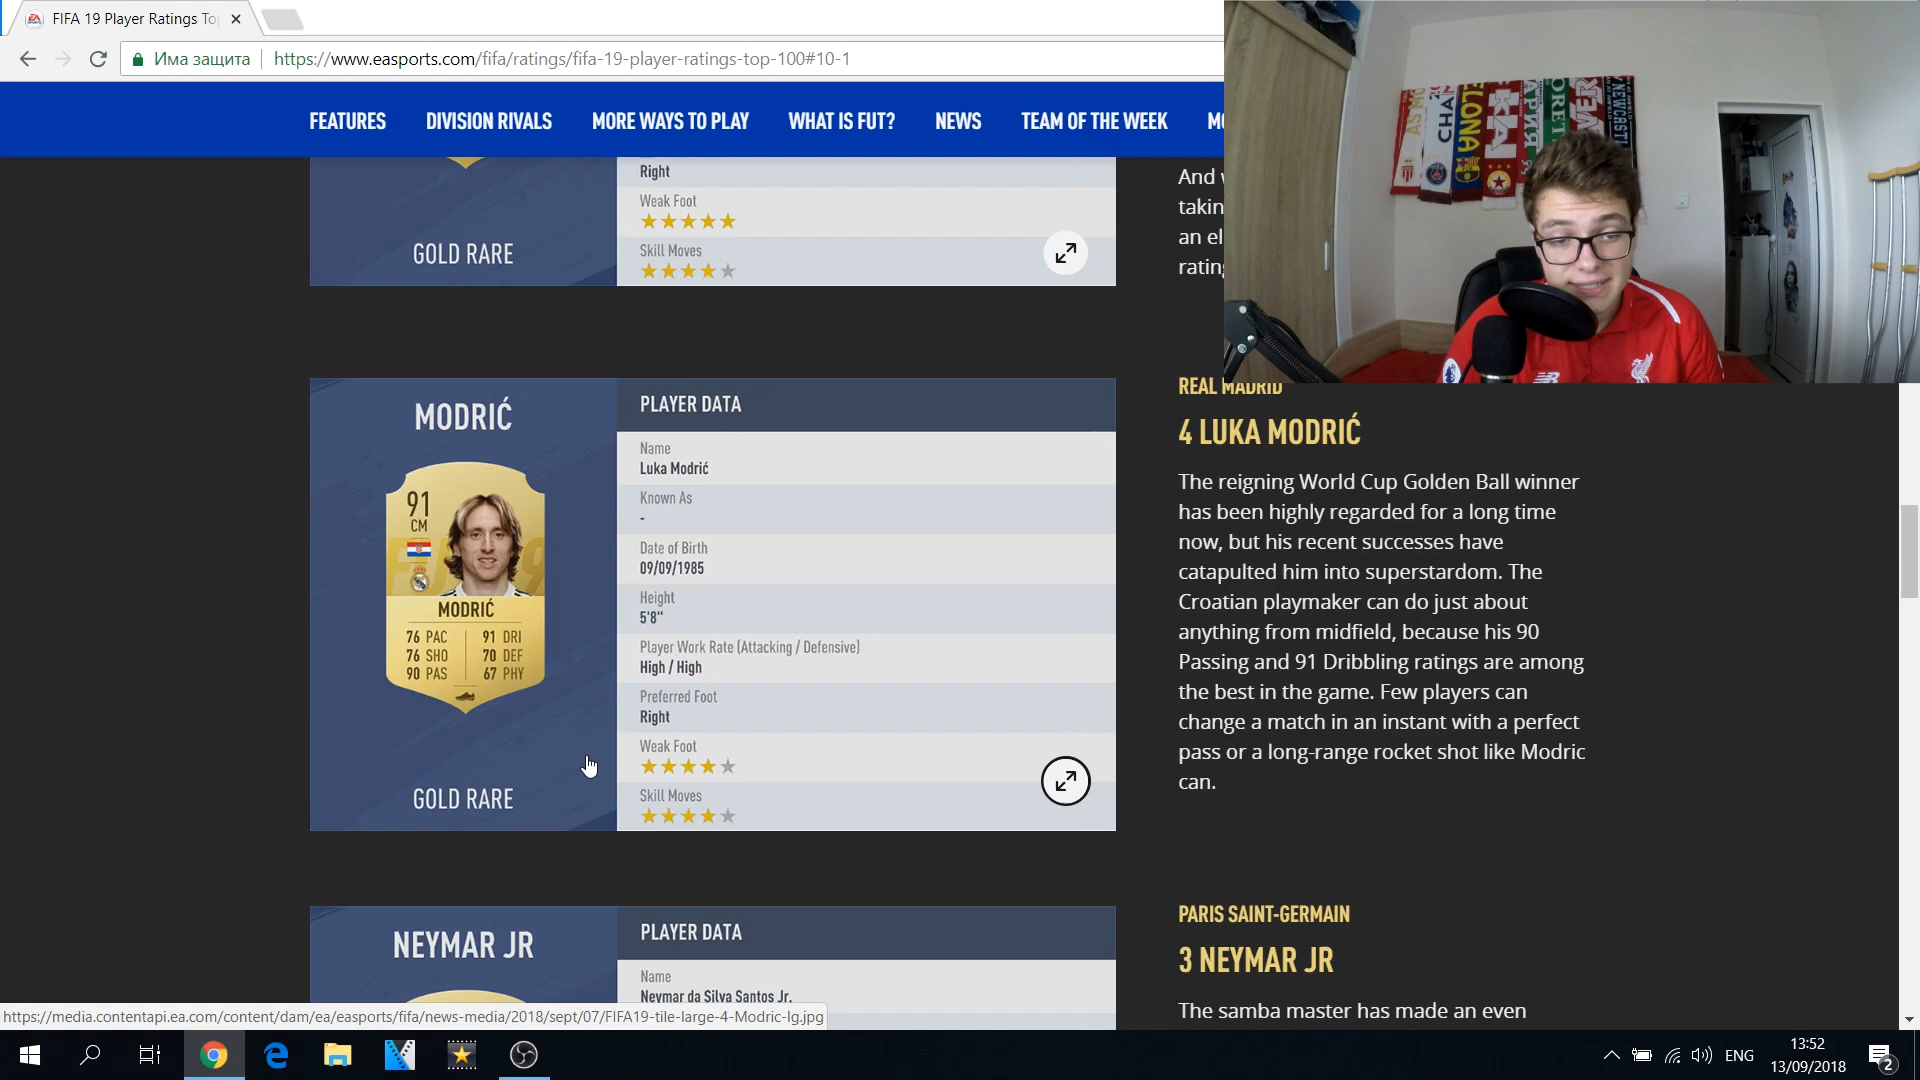 FIFA 19 Player Ratings To
Има защита
https://www.easports.com/fifa/ratings/fifa-19-player-ratings-top-100#10-1
FEATURES
DIVISION RIVALS
MORE WAYS TO PLAY
WHAT IS FUT?
NEWS
TEAM OF THE WEEK
Right
Weak Foot
GOLD RARE
Skill Moves
And
takin
an el
ratin
CHAN
ELONA
NEWCASTL
MODRIĆ
91
CM
MODRIĆ
76 PAC
91 DRI
76 SHO
70 DEF
90 PAS
67 PHY
GOLD RARE
PLAYER DATA
Name
Luka Modrić
Known As
-
Date of Birth
09/09/1985
Height
5'8"
Player Work Rate (Attacking / Defensive)
High / High
Preferred Foot
Right
Weak Foot
Skill Moves
REAL MADRID
4 LUKA MODRIĆ
The reigning World Cup Golden Ball winner
has been highly regarded for a long time
now, but his recent successes have
catapulted him into superstardom. The
Croatian playmaker can do just about
anything from midfield, because his 90
Passing and 91 Dribbling ratings are among
the best in the game. Few players can
change a match in an instant with a perfect
pass or a long-range rocket shot like Modric
can.
NEYMAR JR
PLAYER DATA
Name
Neymar da Silva Santos Jr.
PARIS SAINT-GERMAIN
3 NEYMAR JR
The samba master has made an even
https://media.contentapi.ea.com/content/dam/ea/easports/fifa/news-media/2018/sept/07/FIFA19-tile-large-4-Modric-lg.jpg
ENG
13:52
13/09/2018
2